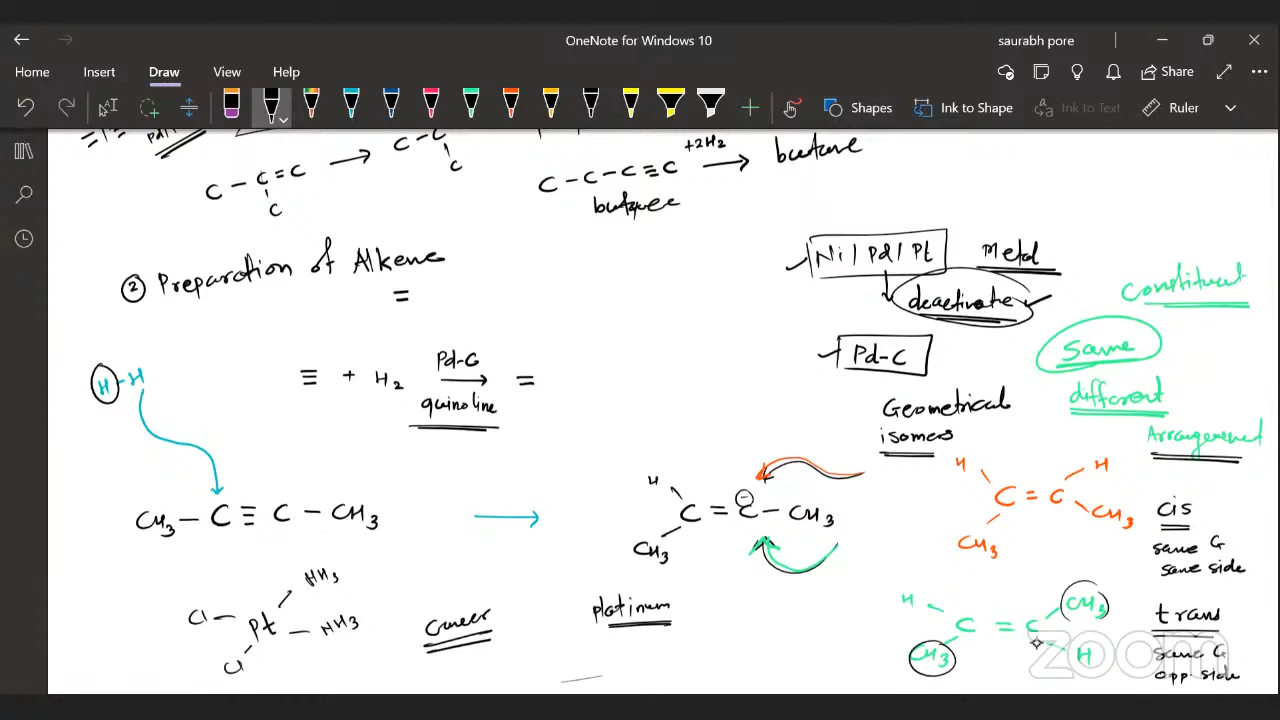 OneNote for Windows 10
saurabh pore
Home Insert Draw View Help
Share
Shapes
Ink to Shape
Ink to Text
Ruler
C - C = C
C
C - C
C
C - C - C ≡ C
+2H2
butane
② Preparation of Alkene
=
Ni / Pd / Pt
Metal
deactivate
Pd-C
Constituent
Same
different
Arrangement
H-H
≡ + H2
Pd-C
quinoline
=
Geometrical
isomers
CH3 - C ≡ C - CH3
H
C = C - CH3
CH3
H H
C = C
CH3 CH3
cis
same G
same side
Cl
Pt
NH3
NH3
Cl
Cancer
platinum
H CH3
C = C
CH3 H
trans
same G
opp. side
zoom